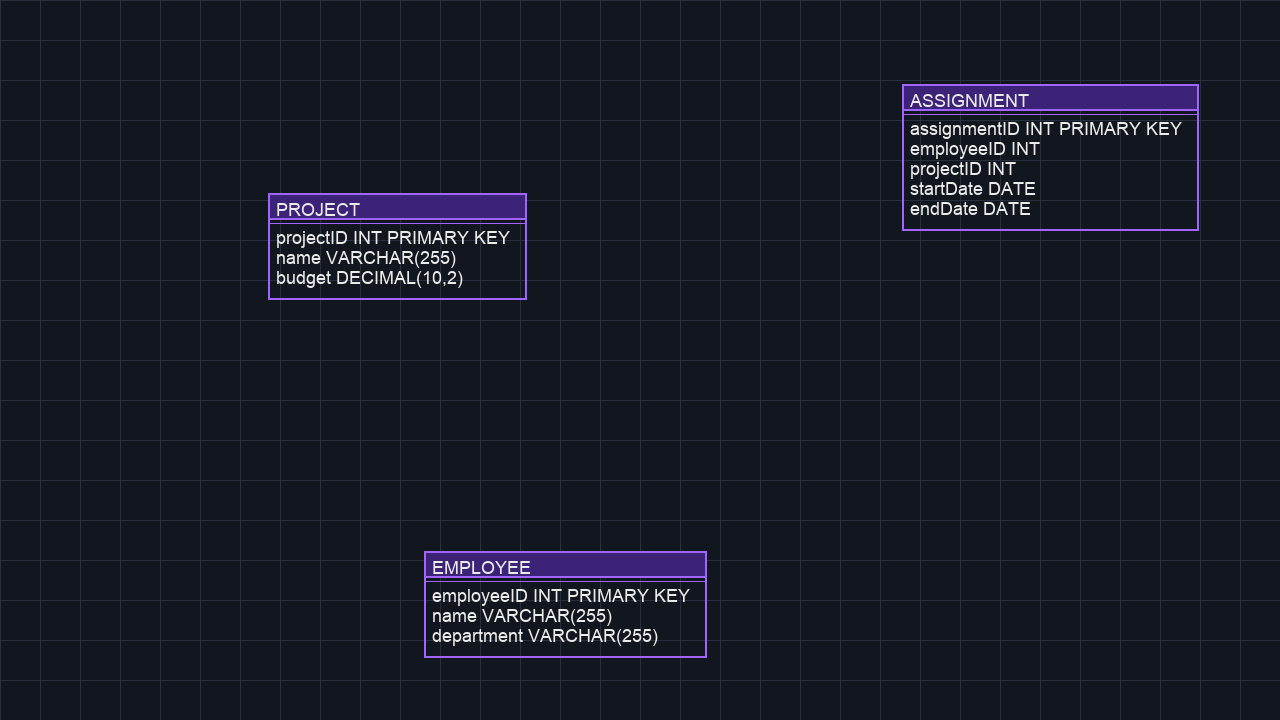 ASSIGNMENT
assignmentID INT PRIMARY KEY
employeeID INT
projectID INT
startDate DATE
endDate DATE
PROJECT
projectID INT PRIMARY KEY
name VARCHAR(255)
budget DECIMAL(10,2)
EMPLOYEE
employeeID INT PRIMARY KEY
name VARCHAR(255)
department VARCHAR(255)